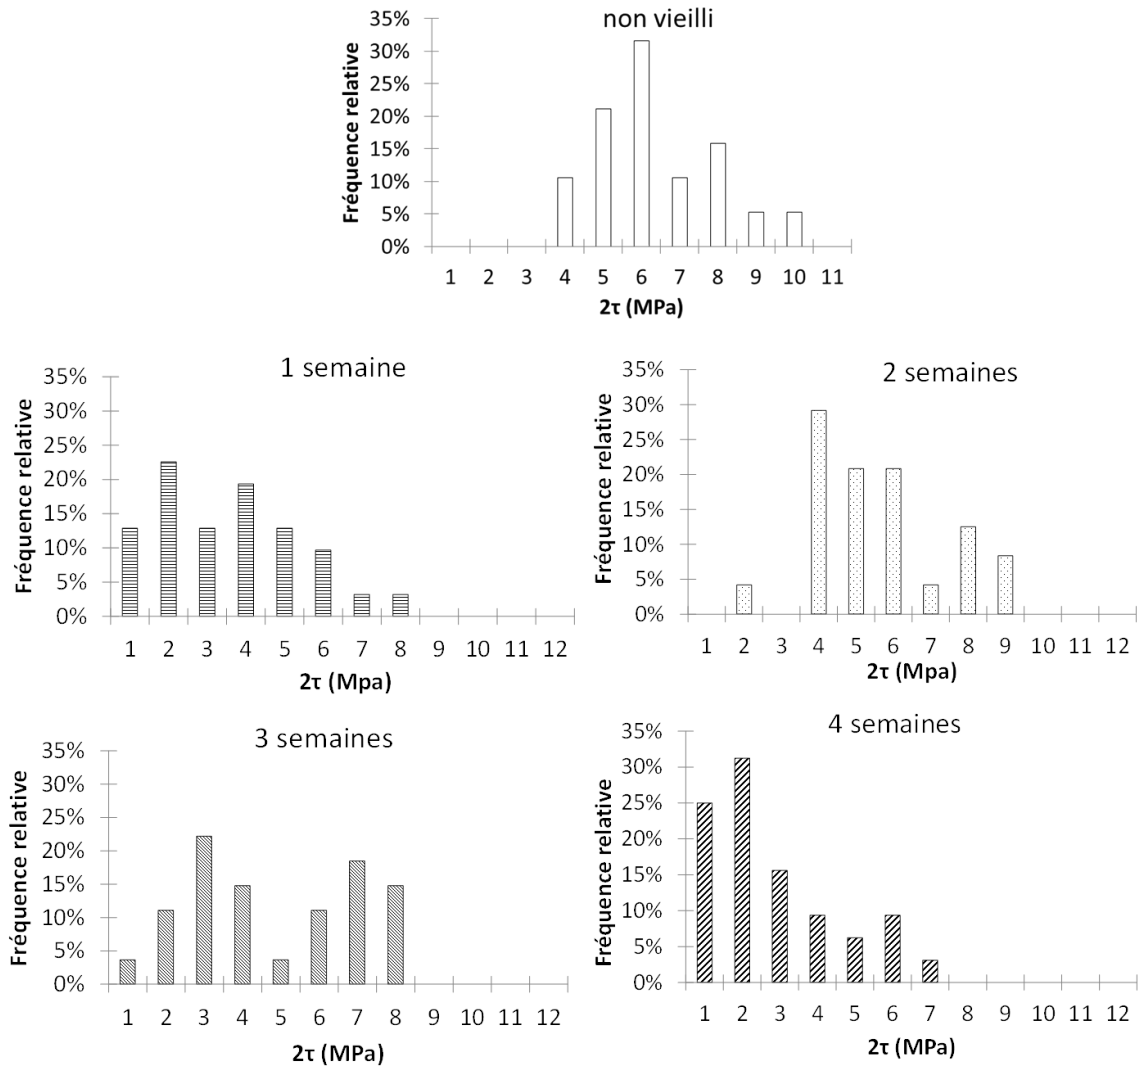 non vieilli
Fréquence relative
35%
30%
25%
20%
15%
10%
5%
0%
1 2 3 4 5 6 7 8 9 10 11
2τ (MPa)
1 semaine
Fréquence relative
35%
30%
25%
20%
15%
10%
5%
0%
1 2 3 4 5 6 7 8 9 10 11 12
2τ (Mpa)
2 semaines
Fréquence relative
35%
30%
25%
20%
15%
10%
5%
0%
1 2 3 4 5 6 7 8 9 10 11 12
2τ (MPa)
3 semaines
Fréquence relative
35%
30%
25%
20%
15%
10%
5%
0%
1 2 3 4 5 6 7 8 9 10 11 12
2τ (MPa)
4 semaines
Fréquence relative
35%
30%
25%
20%
15%
10%
5%
0%
1 2 3 4 5 6 7 8 9 10 11 12
2τ (MPa)